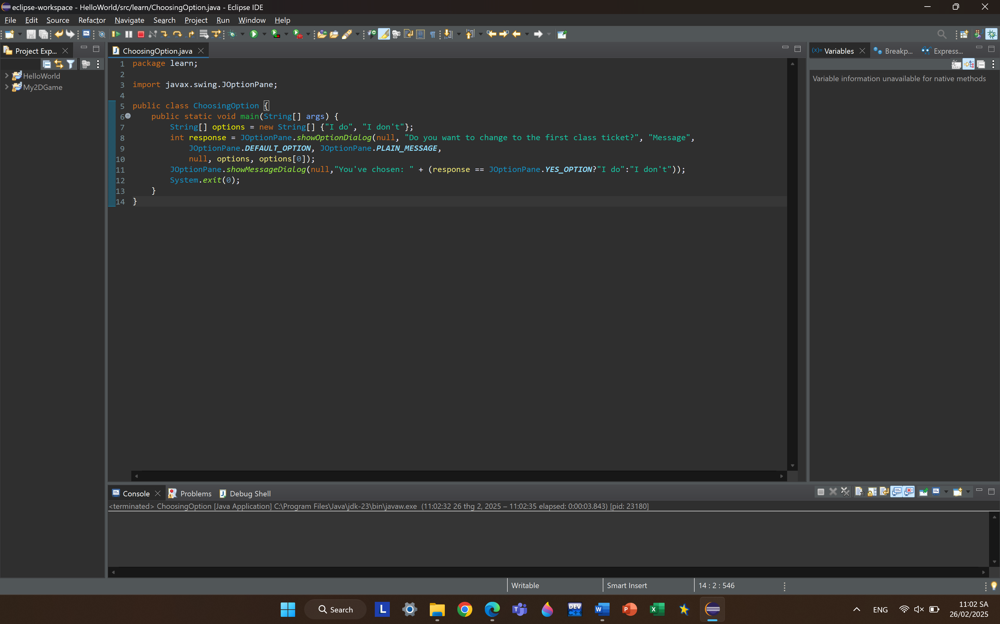 eclipse-workspace - HelloWorld/src/learn/ChoosingOption.java - Eclipse IDE
File Edit Source Refactor Navigate Search Project Run Window Help
Project Exp...
ChoosingOption.java
(x)= Variables
Breakp...
Express...
HelloWorld
My2DGame
1 package learn;
2
3 import javax.swing.JOptionPane;
4
5 public class ChoosingOption {
6 public static void main(String[] args) {
7 String[] options = new String[] {"I do", "I don't"};
8 int response = JOptionPane.showOptionDialog(null, "Do you want to change to the first class ticket?", "Message",
9 JOptionPane.DEFAULT_OPTION, JOptionPane.PLAIN_MESSAGE,
10 null, options, options[0]);
11 JOptionPane.showMessageDialog(null,"You've chosen: " + (response == JOptionPane.YES_OPTION?"I do":"I don't"));
12 System.exit(0);
13 }
14 }
Variable information unavailable for native methods
Console Problems Debug Shell
<terminated> ChoosingOption [Java Application] C:\Program Files\Java\jdk-23\bin\javaw.exe (11:02:32 26 thg 2, 2025 – 11:02:35 elapsed: 0:00:03.843) [pid: 23180]
Writable
Smart Insert
14 : 2 : 546
Search
L
T
DEV
C++
W
P
X
ENG
11:02 SA
26/02/2025